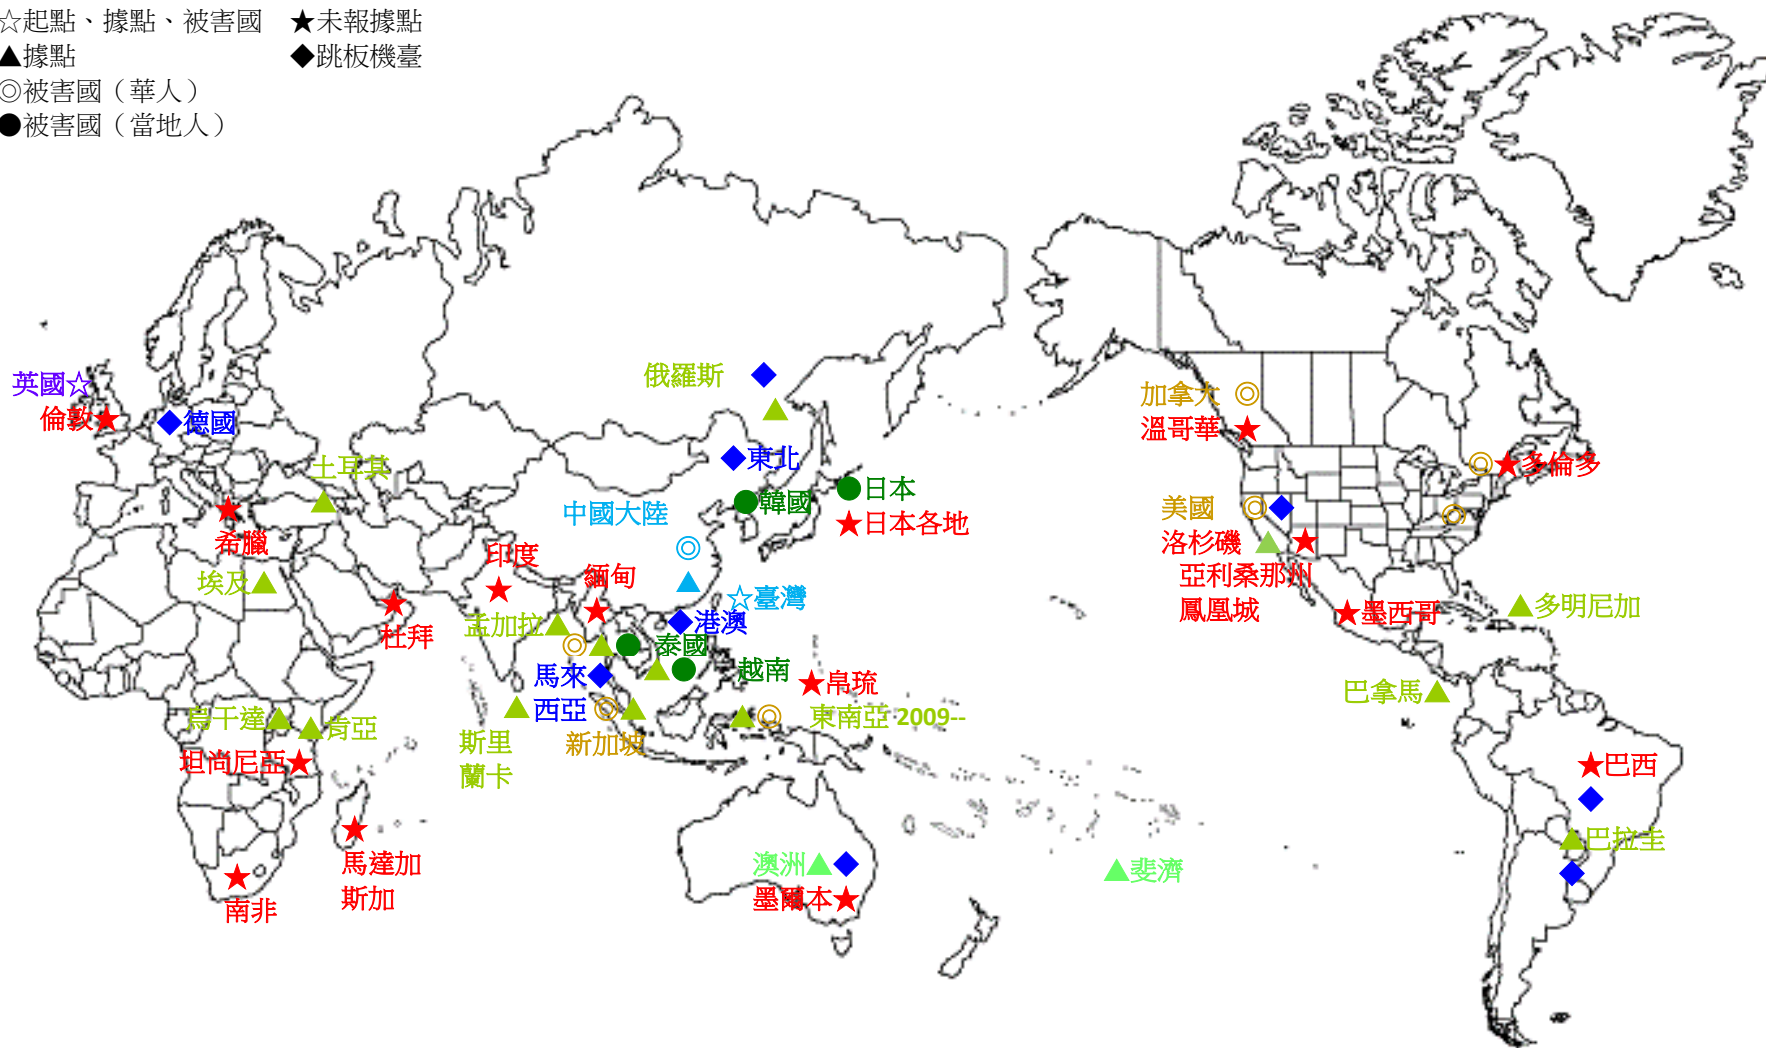 ☆起點、據點、被害國 ★未報據點
▲據點 ◆跳板機臺
◎被害國（華人）
●被害國（當地人）
英國☆
倫敦★
◆德國
土耳其
希臘
埃及
杜拜
烏干達
肯亞
坦尚尼亞★
馬達加
斯加
南非
俄羅斯
◆東北
●韓國
●日本
★日本各地
中國大陸
☆臺灣
◆港澳
印度
緬甸
孟加拉
泰國
越南
馬來
西亞
新加坡
斯里
蘭卡
★帛琉
東南亞 2009--
澳洲
墨爾本★
▲斐濟
加拿大 ◎
溫哥華 ★
★多倫多
美國
洛杉磯
亞利桑那州
鳳凰城
★墨西哥
▲多明尼加
巴拿馬▲
★巴西
▲巴拉圭